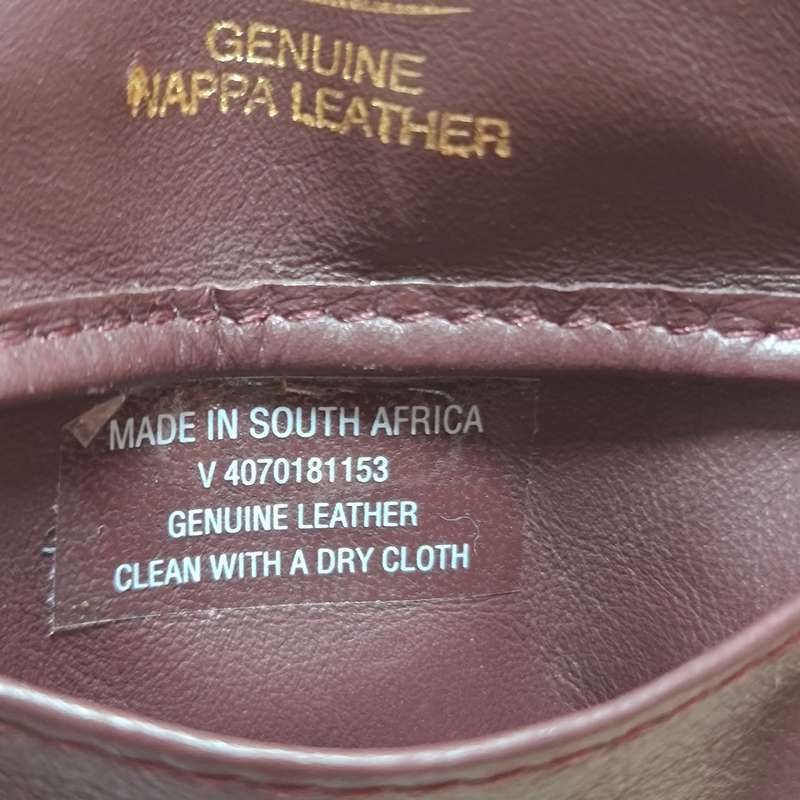 GENUINE
NAPPA LEATHER
MADE IN SOUTH AFRICA
V 4070181153
GENUINE LEATHER
CLEAN WITH A DRY CLOTH